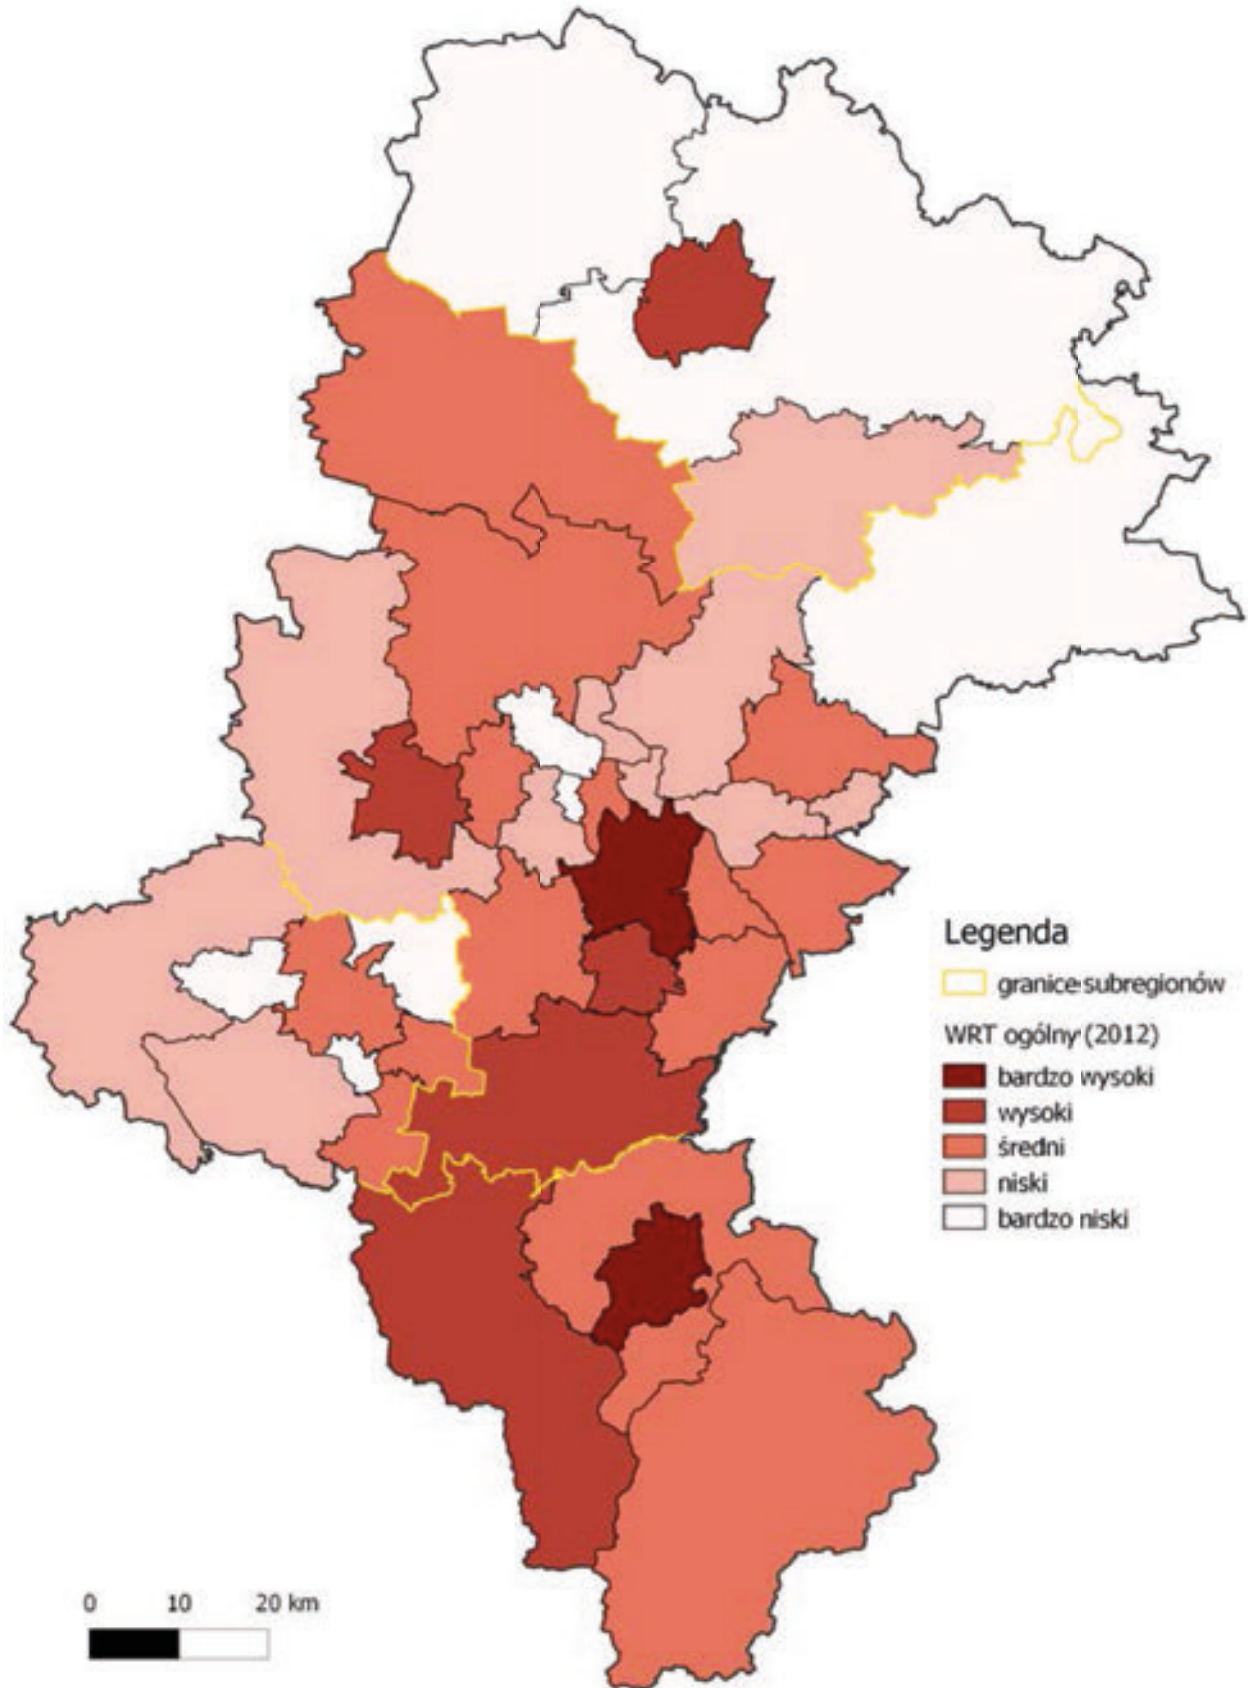 Legenda
granice subregionów
WRT ogólny (2012)
bardzo wysoki
wysoki
średni
niski
bardzo niski
0 10 20 km